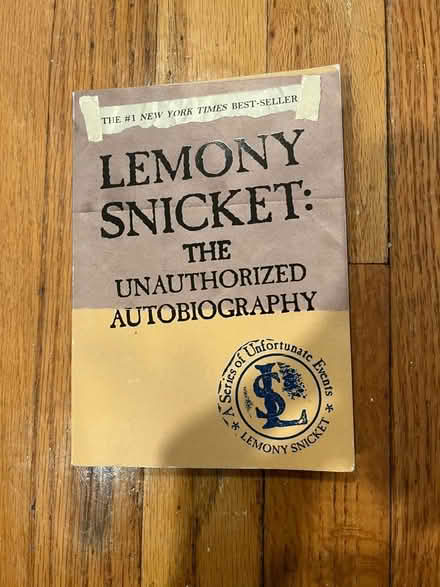 THE #1 NEW YORK TIMES BEST-SELLER
LEMONY
SNICKET:
THE
UNAUTHORIZED
AUTOBIOGRAPHY
A Series of Unfortunate Events
LS
LEMONY SNICKET